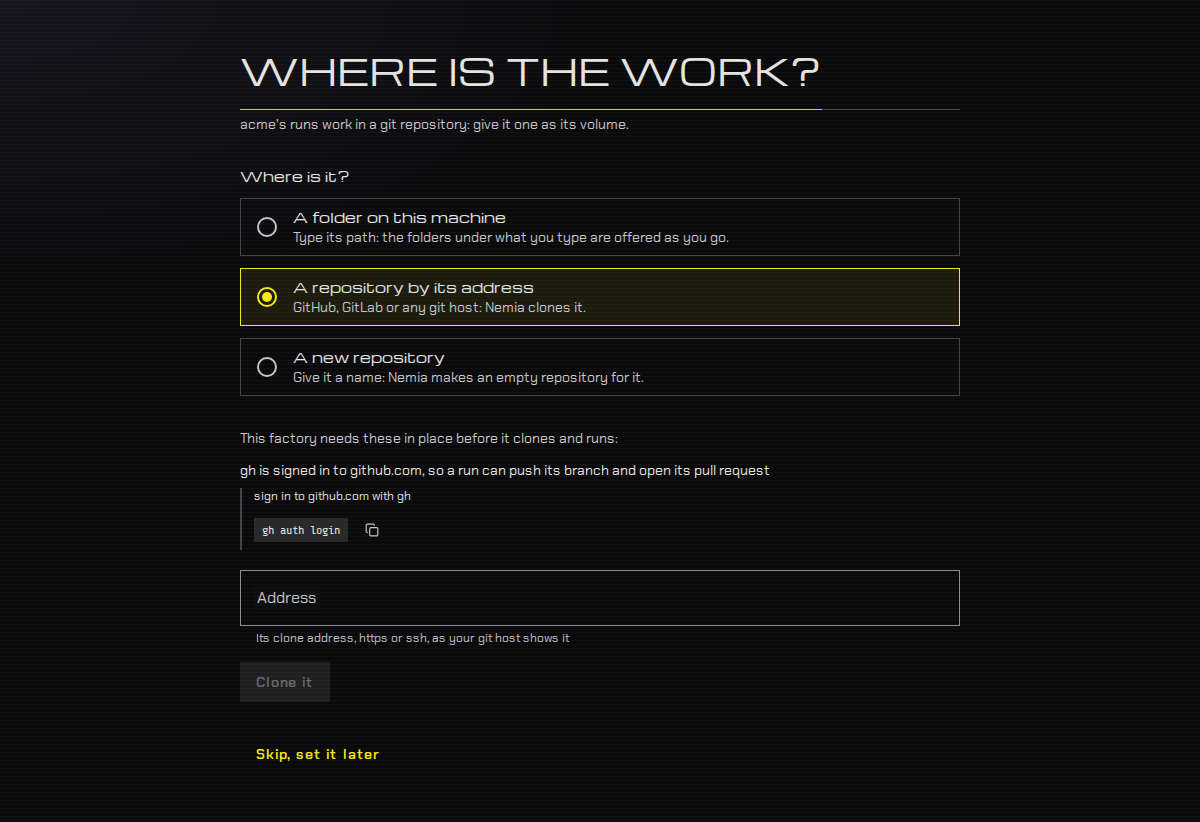 WHERE IS THE WORK?
acme's runs work in a git repository: give it one as its volume.
Where is it?
A folder on this machine
Type its path: the folders under what you type are offered as you go.
A repository by its address
GitHub, GitLab or any git host: Nemia clones it.
A new repository
Give it a name: Nemia makes an empty repository for it.
This factory needs these in place before it clones and runs:
gh is signed in to github.com, so a run can push its branch and open its pull request
sign in to github.com with gh
gh auth login
Address
Its clone address, https or ssh, as your git host shows it
Clone it
Skip, set it later